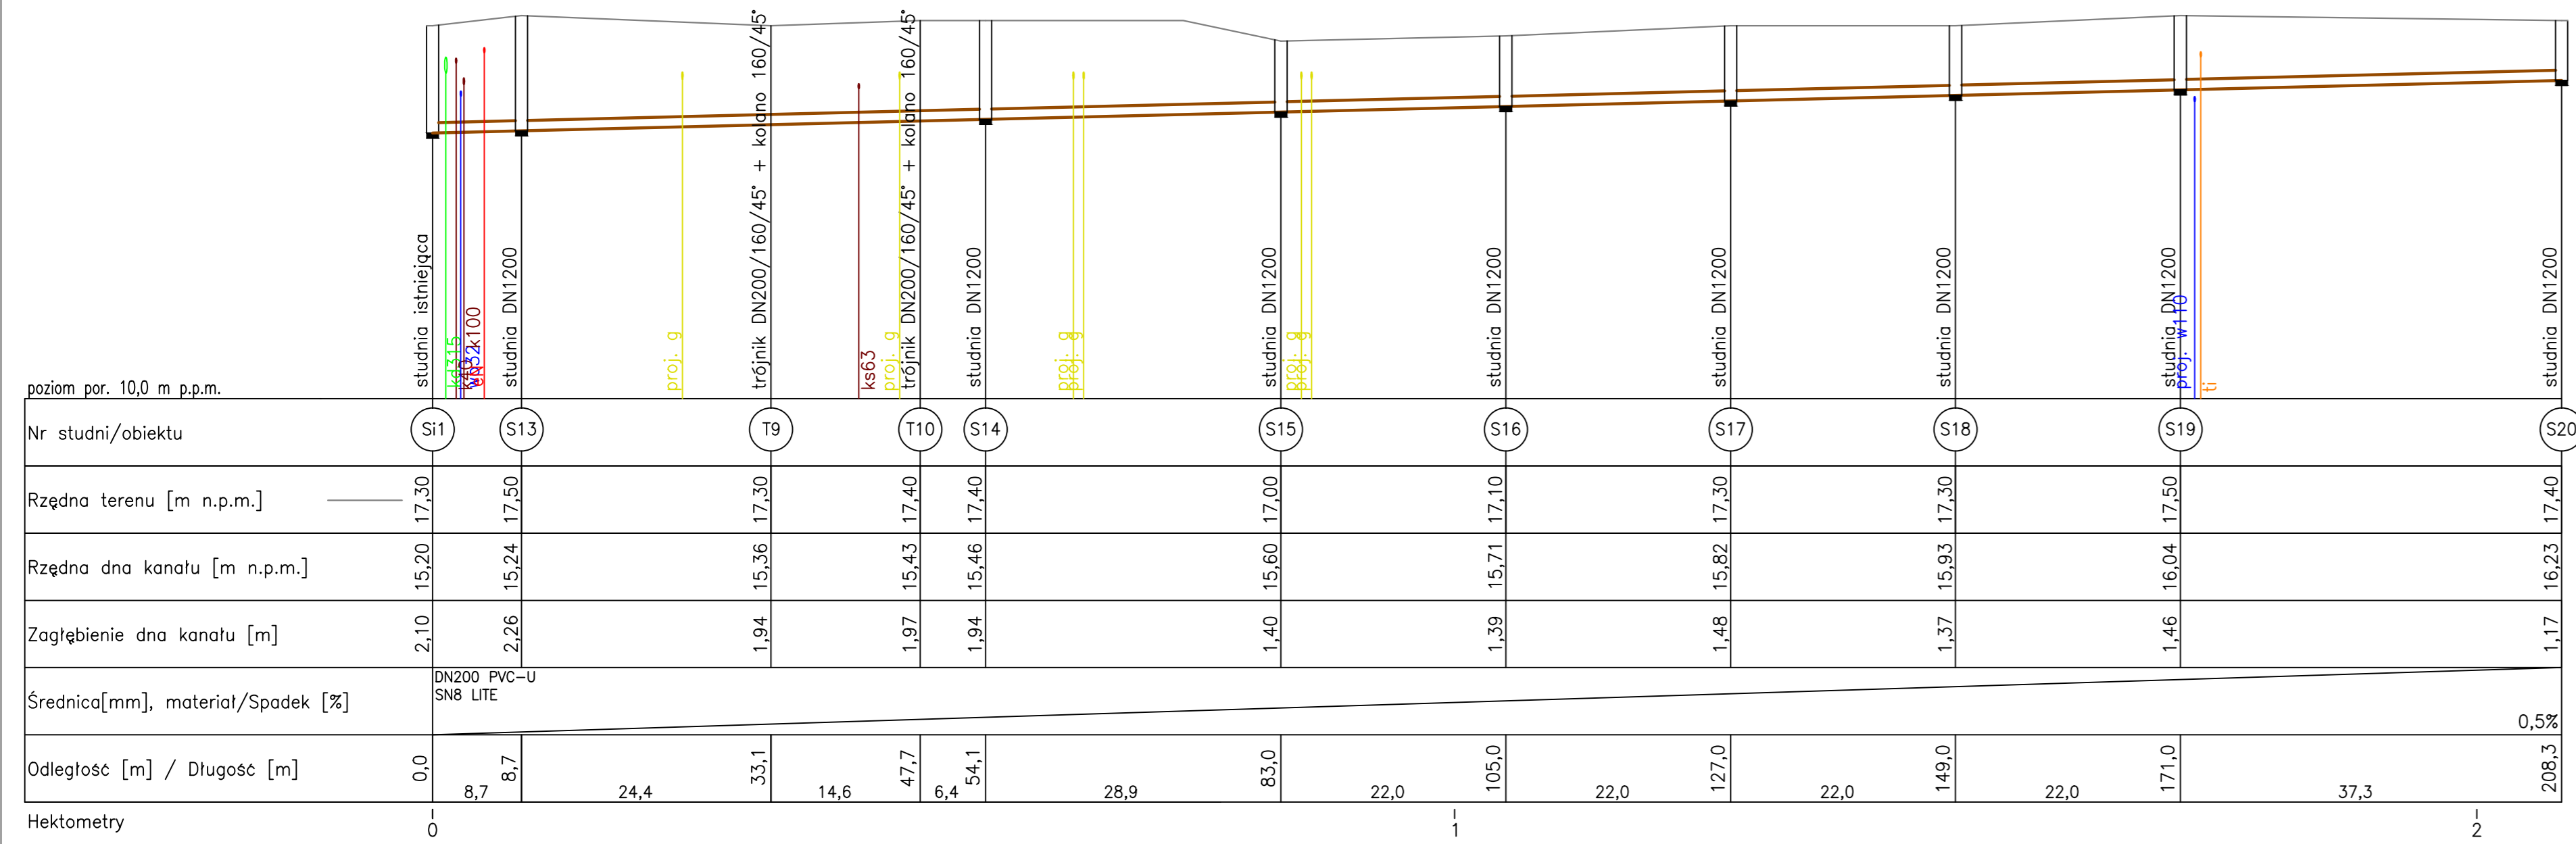 studnia istniejąca
kd315
k40
wb32
k100
studnia DN1200
proj. g
trójnik DN200/160/45° + kolano 160/45°
ks63
proj. g
trójnik DN200/160/45° + kolano 160/45°
studnia DN1200
proj. g
proj. g
studnia DN1200
proj. g
proj. g
studnia DN1200
studnia DN1200
studnia DN1200
studnia DN1200
proj. w110
ti
studnia DN1200
poziom por. 10,0 m p.p.m.
Nr studni/obiektu
Si1 S13 T9 T10 S14 S15 S16 S17 S18 S19 S20
Rzędna terenu [m n.p.m.]
17,30 17,50 17,30 17,40 17,40 17,00 17,10 17,30 17,30 17,50 17,40
Rzędna dna kanału [m n.p.m.]
15,20 15,24 15,36 15,43 15,46 15,60 15,71 15,82 15,93 16,04 16,23
Zagłębienie dna kanału [m]
2,10 2,26 1,94 1,97 1,94 1,40 1,39 1,48 1,37 1,46 1,17
Średnica[mm], materiał/Spadek [%]
DN200 PVC-U
SN8 LITE
0,5%
Odległość [m] / Długość [m]
0,0 8,7 33,1 47,7 54,1 83,0 105,0 127,0 149,0 171,0 208,3
8,7 24,4 14,6 6,4 28,9 22,0 22,0 22,0 22,0 37,3
Hektometry
0 1 2